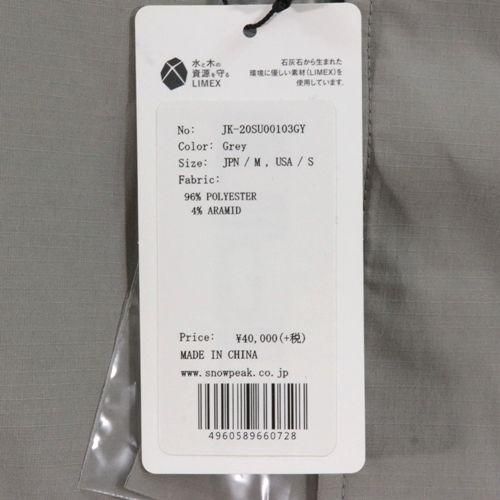 水と木の
資源を守る
LIMEX
石灰石から生まれた
環境に優しい素材(LIMEX)を
使用しています。
No: JK-20SU00103GY
Color: Grey
Size: JPN / M , USA / S
Fabric:
96% POLYESTER
4% ARAMID
Price: ¥40,000(+税)
MADE IN CHINA
www.snowpeak.co.jp
4960589660728